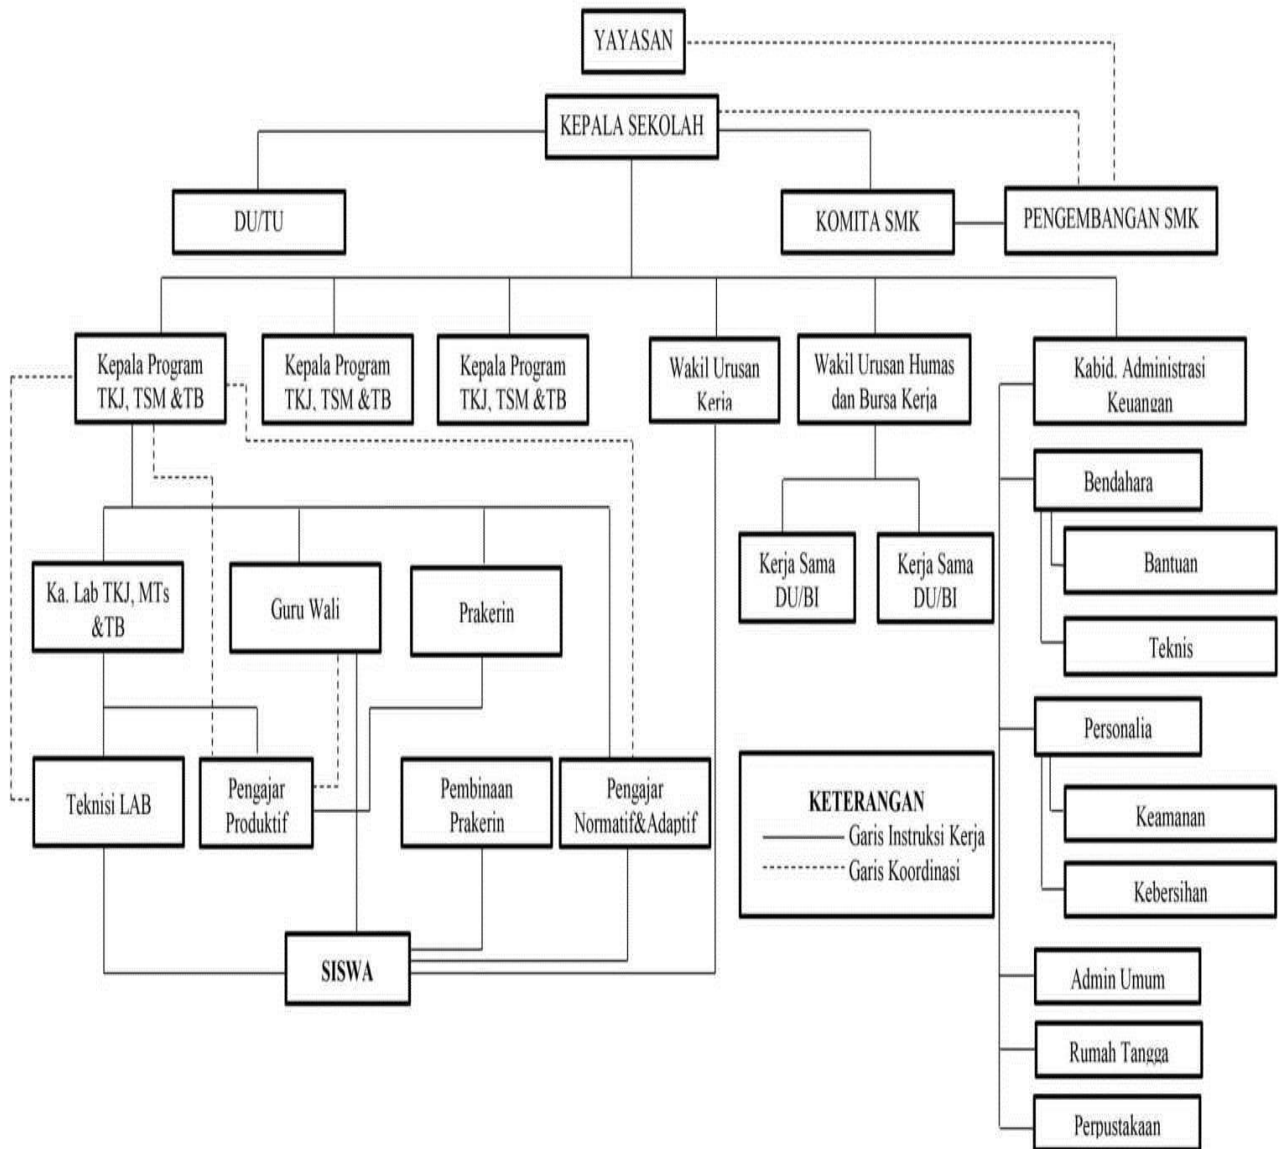 YAYASAN
KEPALA SEKOLAH
DU/TU
KOMITA SMK
PENGEMBANGAN SMK
Kepala Program
TKJ, TSM &TB
Kepala Program
TKJ, TSM &TB
Kepala Program
TKJ, TSM &TB
Wakil Urusan
Kerja
Wakil Urusan Humas
dan Bursa Kerja
Kabid. Administrasi
Keuangan
Bendahara
Bantuan
Teknis
Ka. Lab TKJ, MTs
&TB
Guru Wali
Prakerin
Kerja Sama
DU/BI
Kerja Sama
DU/BI
Personalia
Keamanan
Kebersihan
Teknisi LAB
Pengajar
Produktif
Pembinaan
Prakerin
Pengajar
Normatif&Adaptif
KETERANGAN
Garis Instruksi Kerja
Garis Koordinasi
SISWA
Admin Umum
Rumah Tangga
Perpustakaan